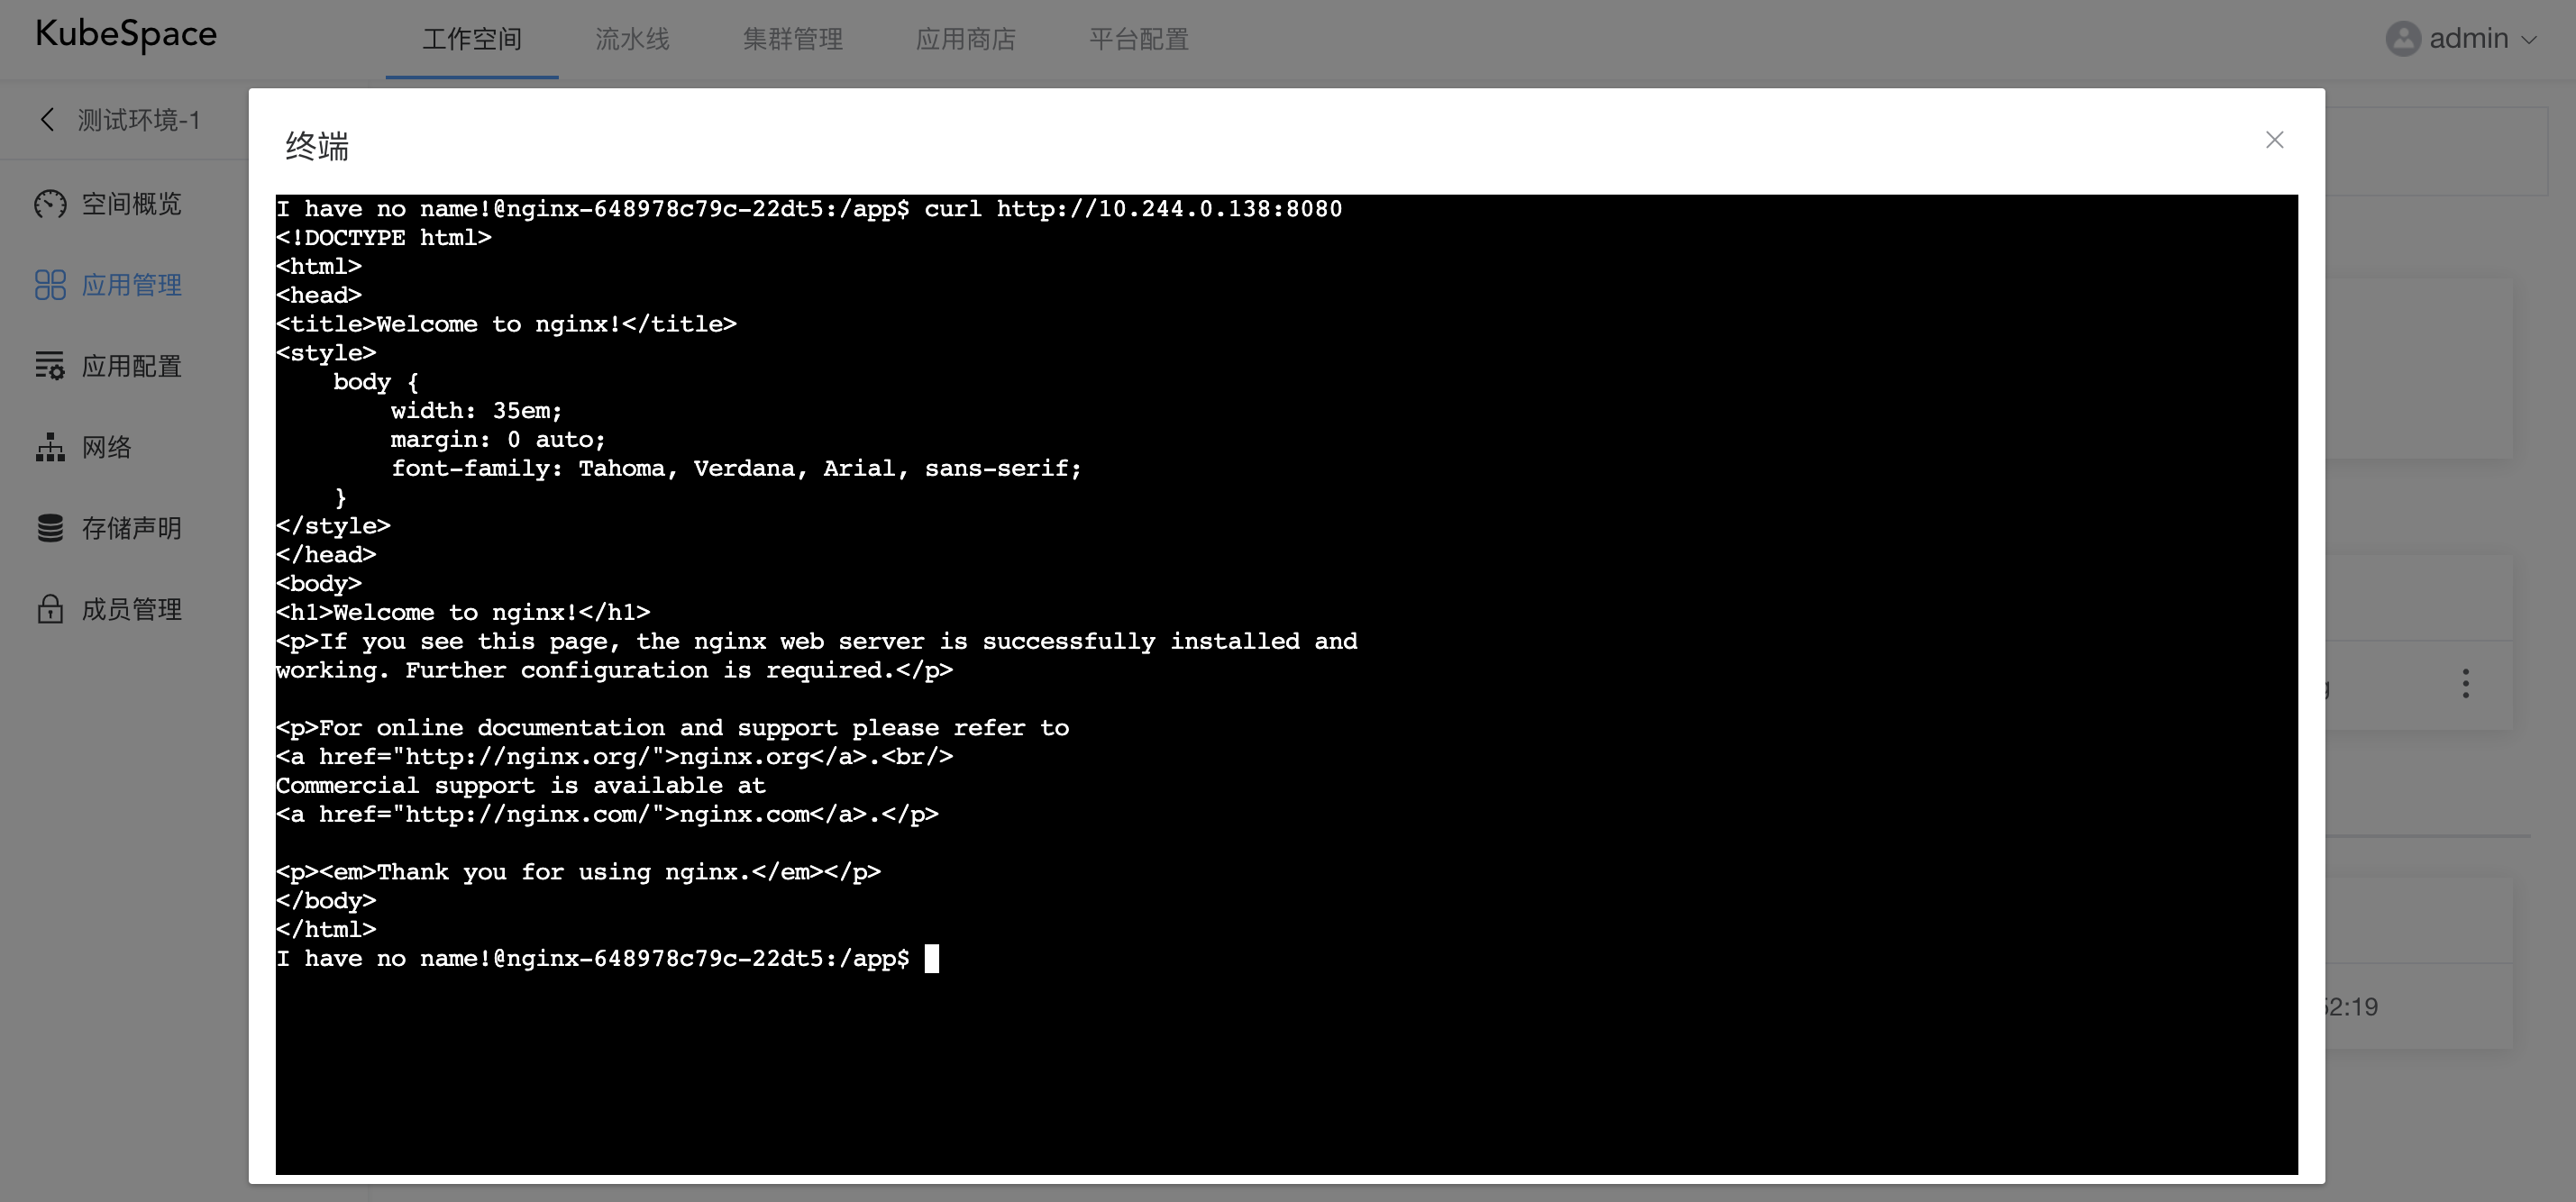 KubeSpace
工作空间
流水线
集群管理
应用商店
平台配置
admin
测试环境-1
空间概览
应用管理
应用配置
网络
存储声明
成员管理
终端
I have no name!@nginx-648978c79c-22dt5:/app$ curl http://10.244.0.138:8080
<!DOCTYPE html>
<html>
<head>
<title>Welcome to nginx!</title>
<style>
    body {
        width: 35em;
        margin: 0 auto;
        font-family: Tahoma, Verdana, Arial, sans-serif;
    }
</style>
</head>
<body>
<h1>Welcome to nginx!</h1>
<p>If you see this page, the nginx web server is successfully installed and
working. Further configuration is required.</p>

<p>For online documentation and support please refer to
<a href="http://nginx.org/">nginx.org</a>.<br/>
Commercial support is available at
<a href="http://nginx.com/">nginx.com</a>.</p>

<p><em>Thank you for using nginx.</em></p>
</body>
</html>
I have no name!@nginx-648978c79c-22dt5:/app$